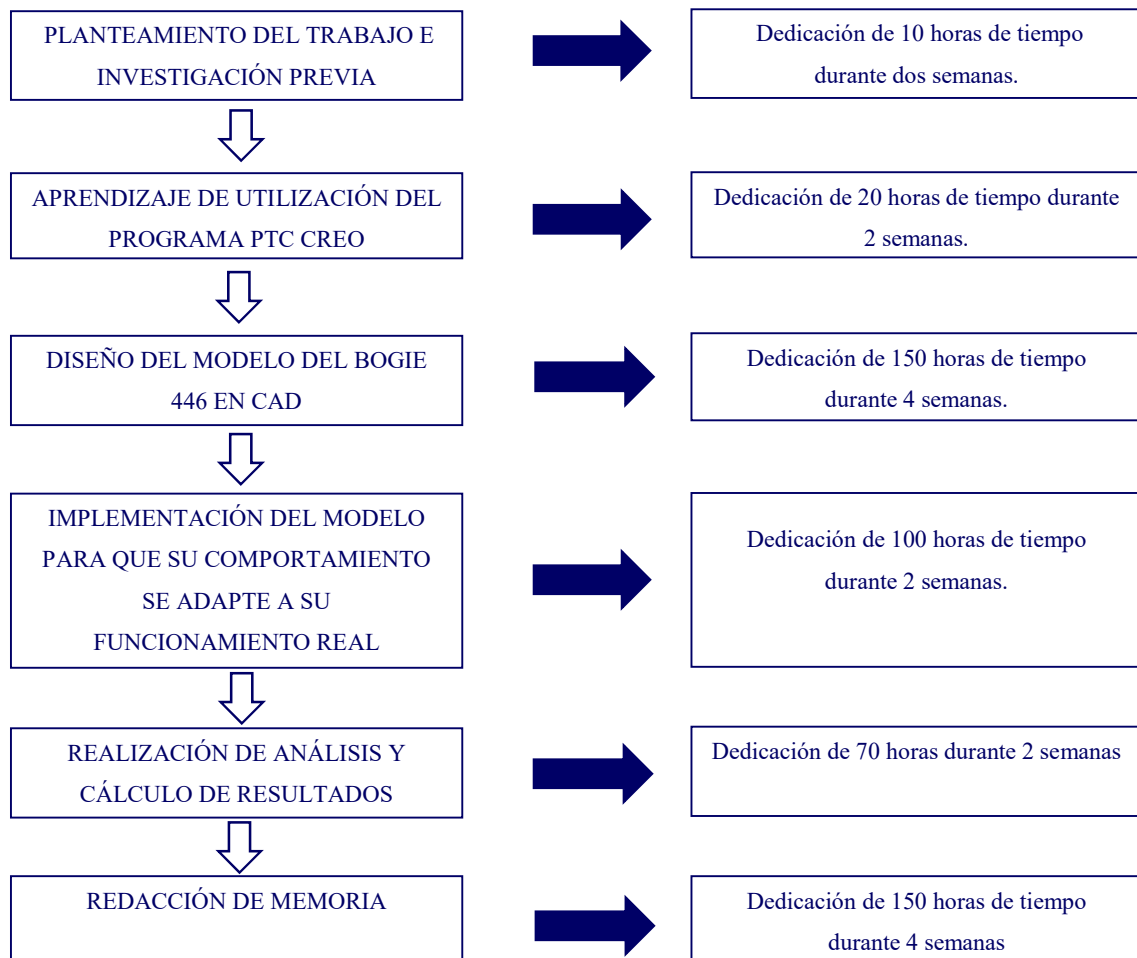 PLANTEAMIENTO DEL TRABAJO E
INVESTIGACIÓN PREVIA
Dedicación de 10 horas de tiempo
durante dos semanas.
APRENDIZAJE DE UTILIZACIÓN DEL
PROGRAMA PTC CREO
Dedicación de 20 horas de tiempo durante
2 semanas.
DISEÑO DEL MODELO DEL BOGIE
446 EN CAD
Dedicación de 150 horas de tiempo
durante 4 semanas.
IMPLEMENTACIÓN DEL MODELO
PARA QUE SU COMPORTAMIENTO
SE ADAPTE A SU
FUNCIONAMIENTO REAL
Dedicación de 100 horas de tiempo
durante 2 semanas.
REALIZACIÓN DE ANÁLISIS Y
CÁLCULO DE RESULTADOS
Dedicación de 70 horas durante 2 semanas
REDACCIÓN DE MEMORIA
Dedicación de 150 horas de tiempo
durante 4 semanas